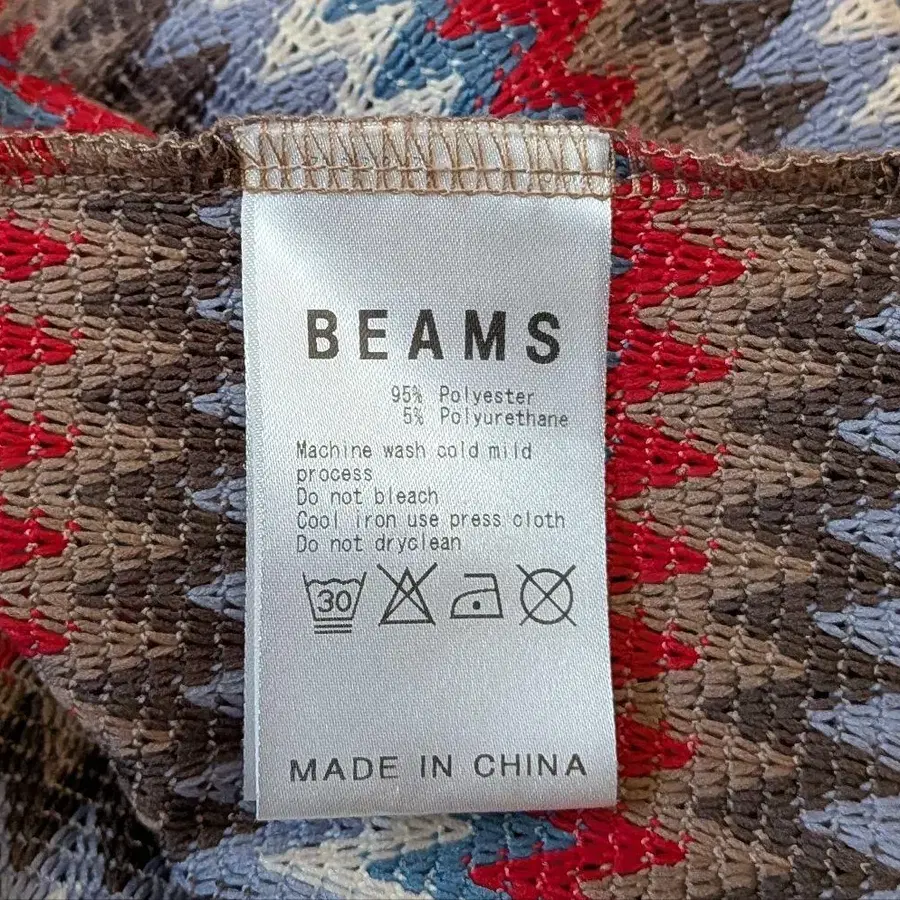 BEAMS
95% Polyester
5% Polyurethane
Machine wash cold mild
process
Do not bleach
Cool iron use press cloth
Do not dryclean
30
MADE IN CHINA